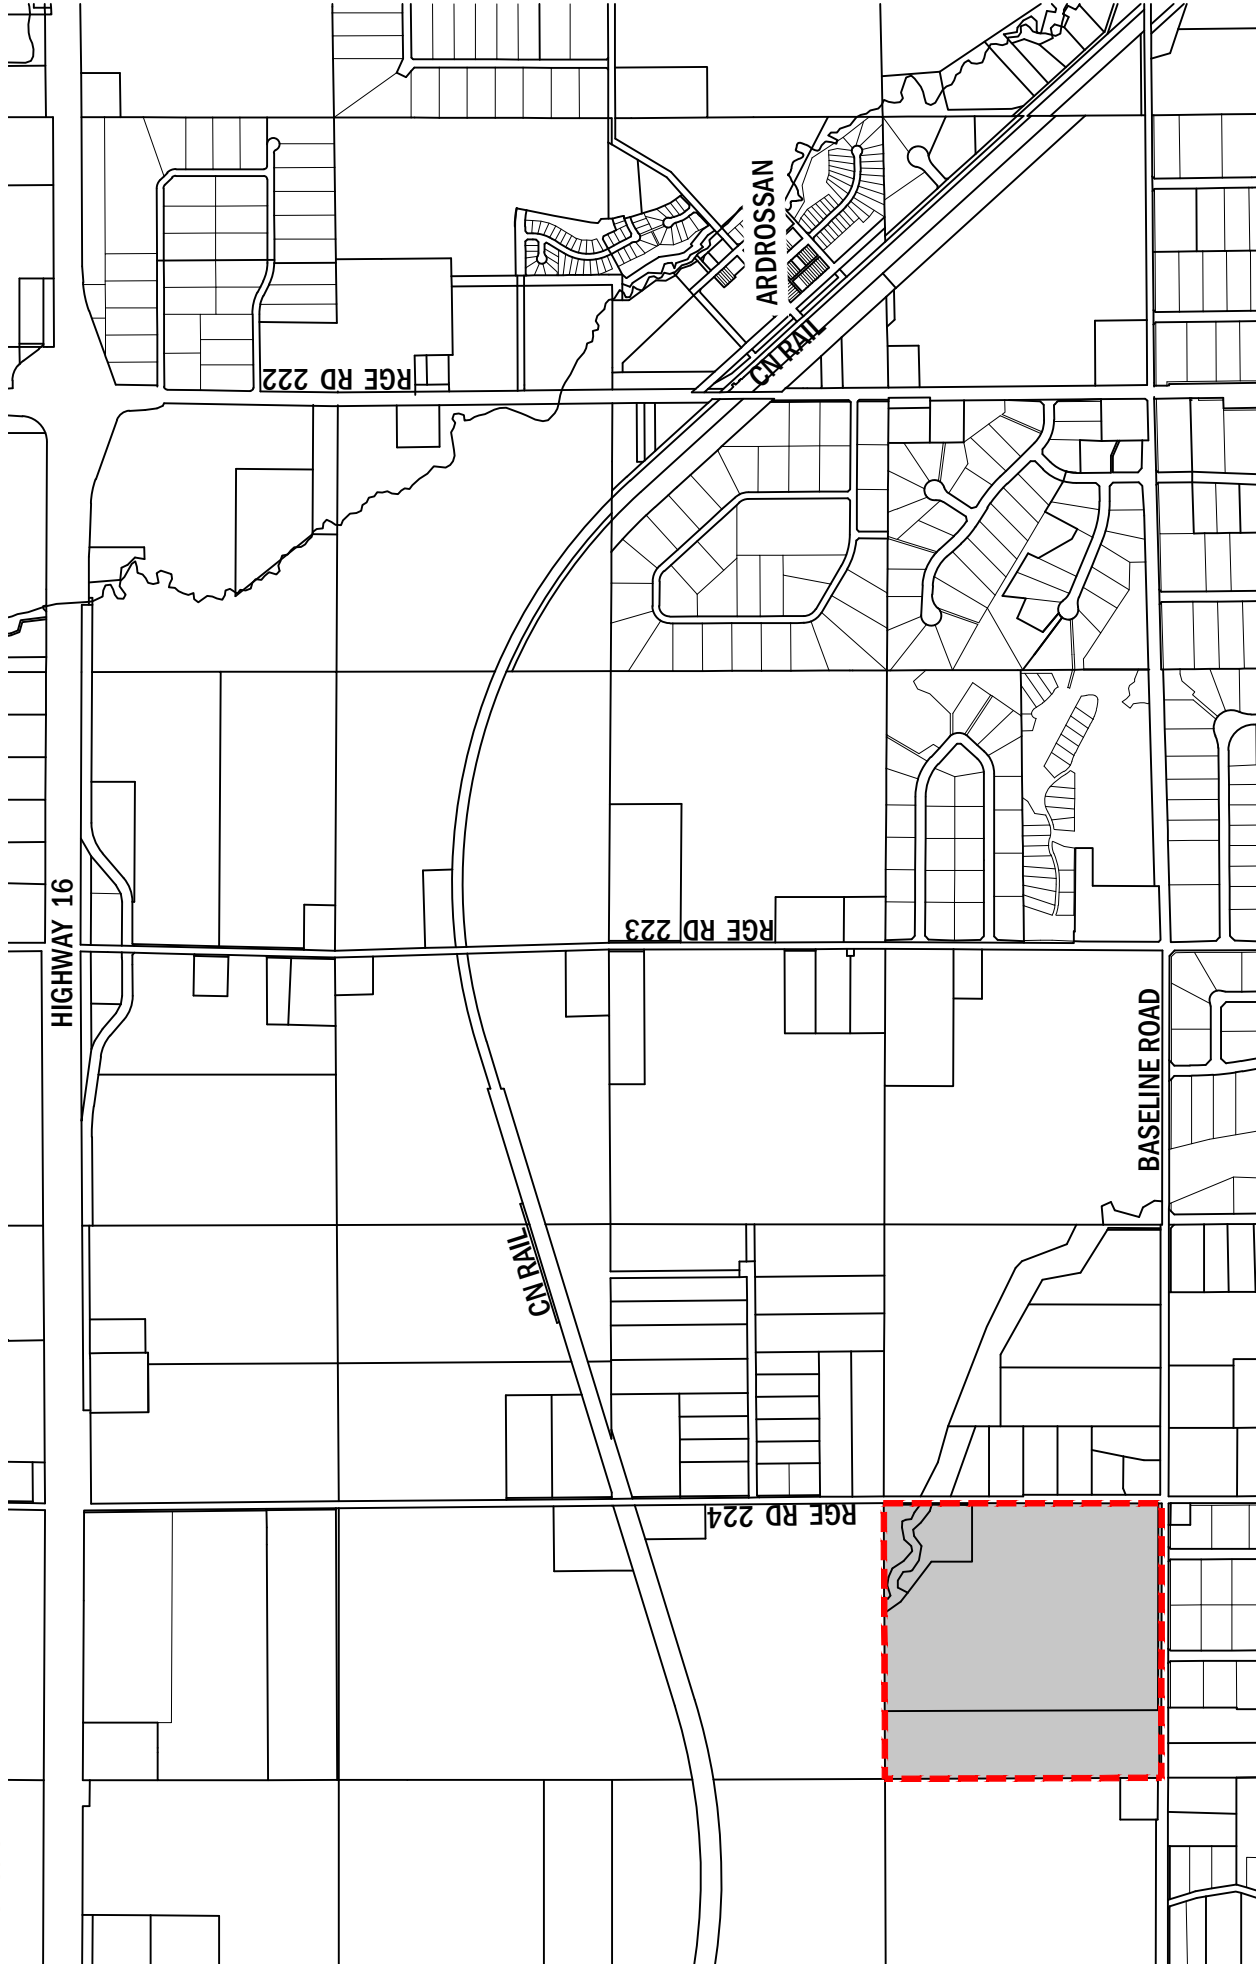 ARDROSSAN
CN RAIL
RGE RD 222
HIGHWAY 16
RGE RD 223
BASELINE ROAD
CN RAIL
RGE RD 224